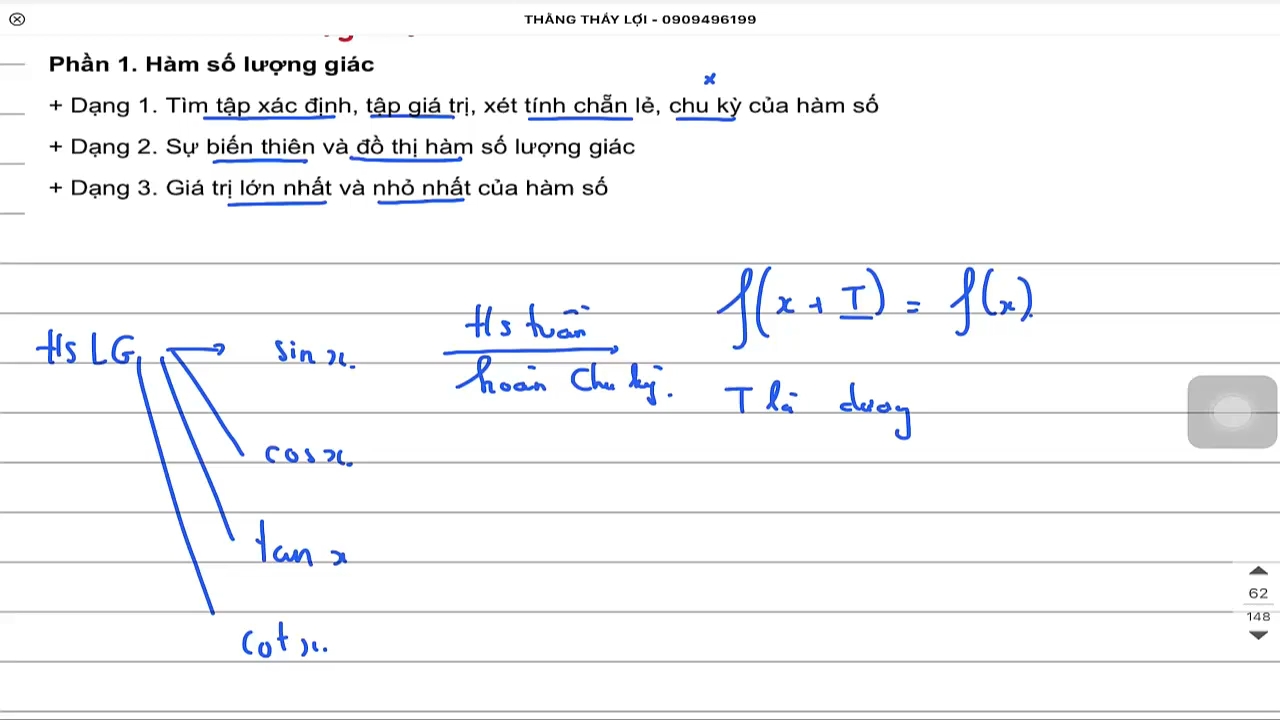 THẮNG THẦY LỢI - 0909496199
Phần 1. Hàm số lượng giác
x
+ Dạng 1. Tìm tập xác định, tập giá trị, xét tính chẵn lẻ, chu kỳ của hàm số
+ Dạng 2. Sự biến thiên và đồ thị hàm số lượng giác
+ Dạng 3. Giá trị lớn nhất và nhỏ nhất của hàm số
f(x + T) = f(x).
Hs tuần
Hs LG
sin x.
hoàn chu kỳ.
T là dương
cos x.
tan x
cot x.
62
148